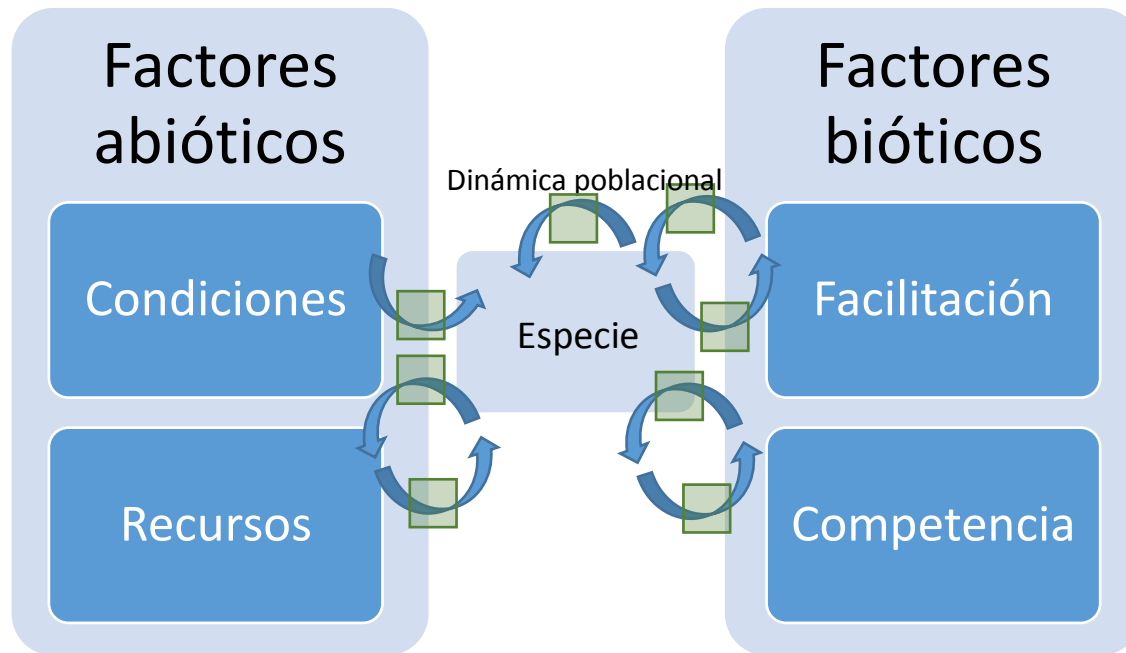 Factores
abióticos
Condiciones
Recursos
Dinámica poblacional
Especie
Factores
bióticos
Facilitación
Competencia